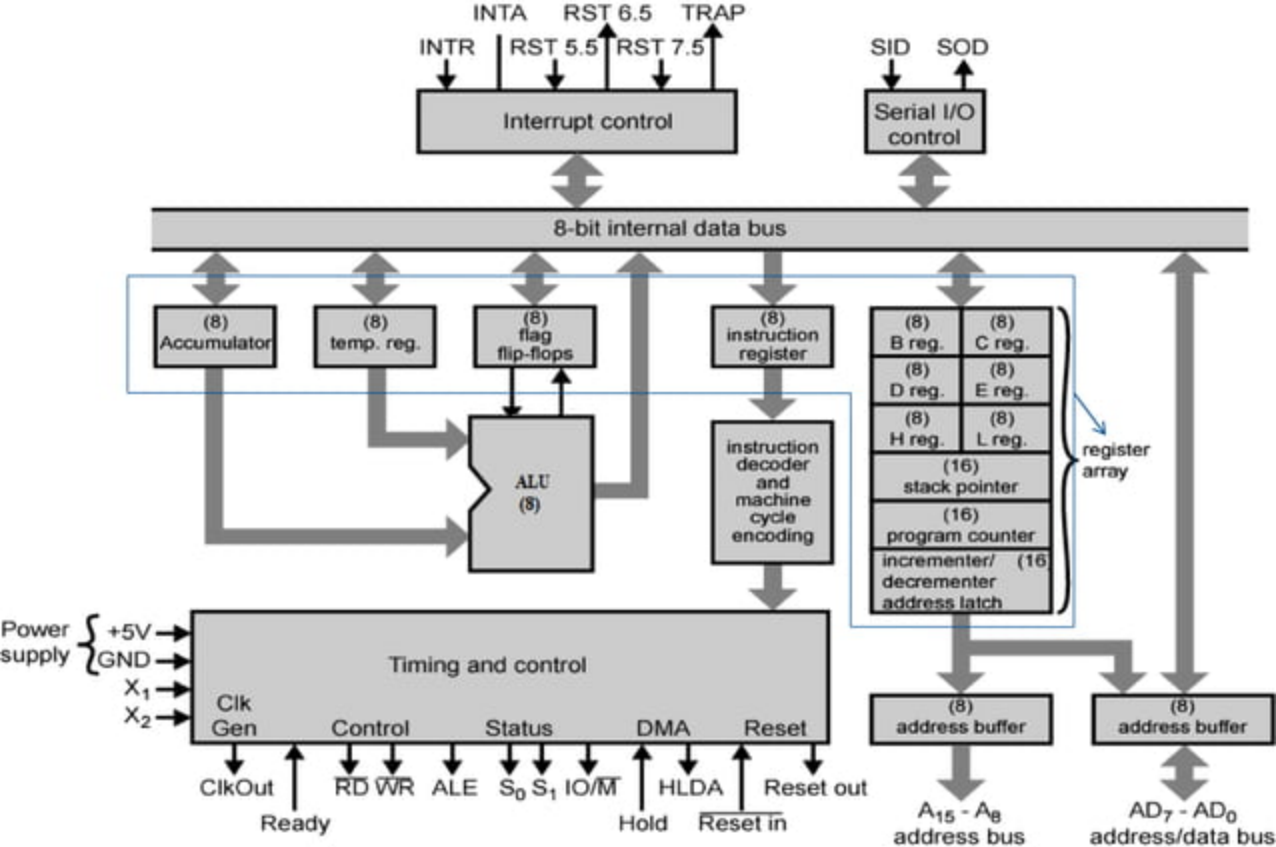 INTA RST 6.5 TRAP
INTR RST 5.5 RST 7.5
SID SOD
Interrupt control
Serial I/O
control
8-bit internal data bus
(8)
Accumulator
(8)
temp. reg.
(8)
flag
flip-flops
(8)
instruction
register
(8)
B reg.
(8)
C reg.
(8)
D reg.
(8)
E reg.
(8)
H reg.
(8)
L reg.
(16)
stack pointer
(16)
program counter
incrementer/ (16)
decrementer
address latch
register
array
ALU
(8)
instruction
decoder
and
machine
cycle
encoding
Power
supply
+5V
GND
X₁
X₂
Timing and control
Clk
Gen Control Status DMA Reset
ClkOut R̅D̅ W̅R̅ ALE S₀ S₁ IO/M̅ HLDA Reset out
Ready Hold R̅e̅s̅e̅t̅ i̅n̅
(8)
address buffer
(8)
address buffer
A₁₅ - A₈
address bus
AD₇ - AD₀
address/data bus